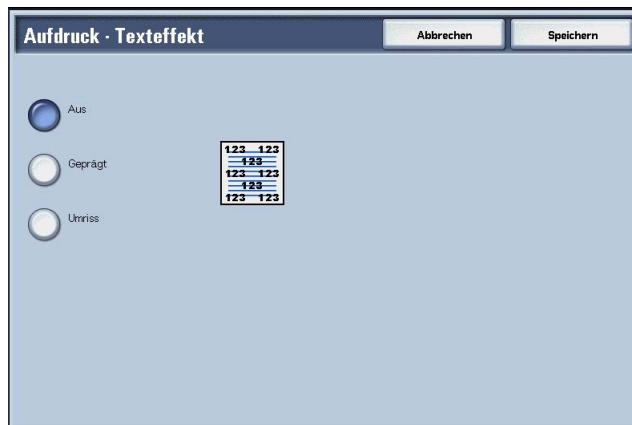 Aufdruck - Texteffekt
Abbrechen
Speichern
Aus
Geprägt
Umriss
123 123
123
123 123
123
123 123